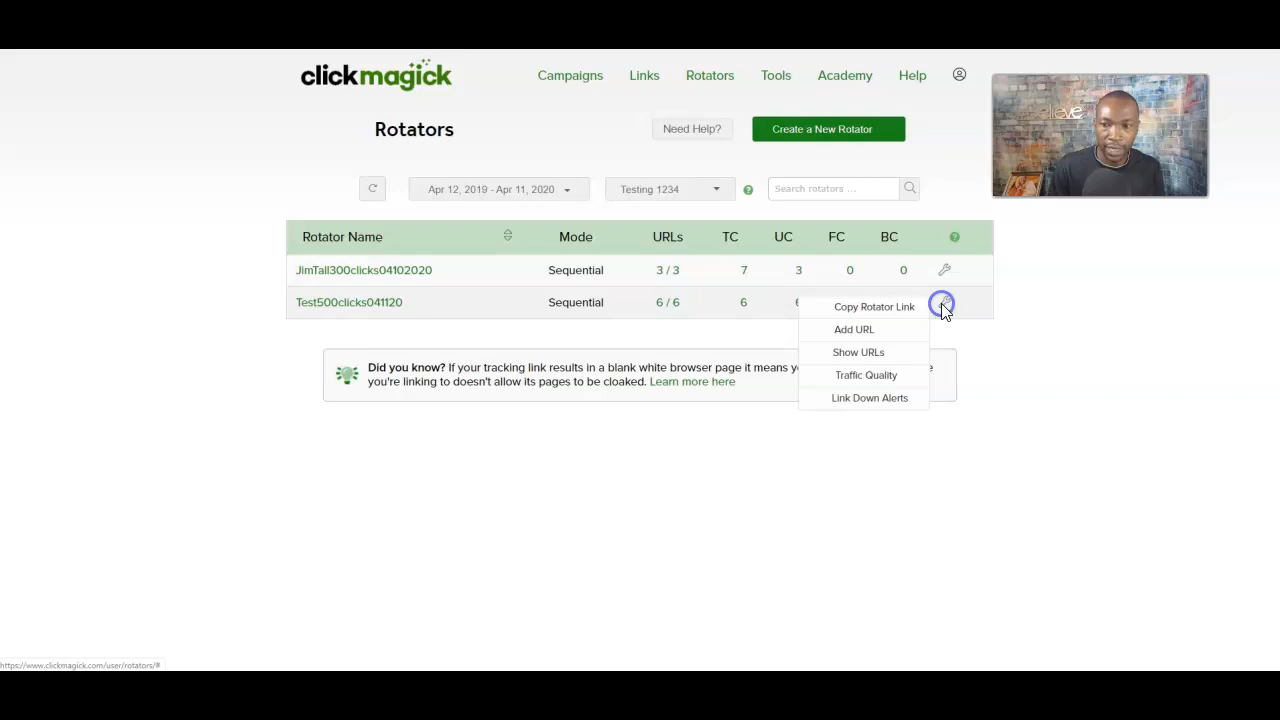 clickmagick
Campaigns Links Rotators Tools Academy Help
Rotators
Need Help?
Create a New Rotator
Apr 12, 2019 - Apr 11, 2020
Testing 1234
?
Search rotators ...
Rotator Name Mode URLs TC UC FC BC ?
JimTall300clicks04102020 Sequential 3 / 3 7 3 0 0
Test500clicks041120 Sequential 6 / 6 6
Copy Rotator Link
Add URL
Show URLs
Traffic Quality
Link Down Alerts
Did you know? If your tracking link results in a blank white browser page it means
you're linking to doesn't allow its pages to be cloaked. Learn more here
https://www.clickmagick.com/user/rotators/#